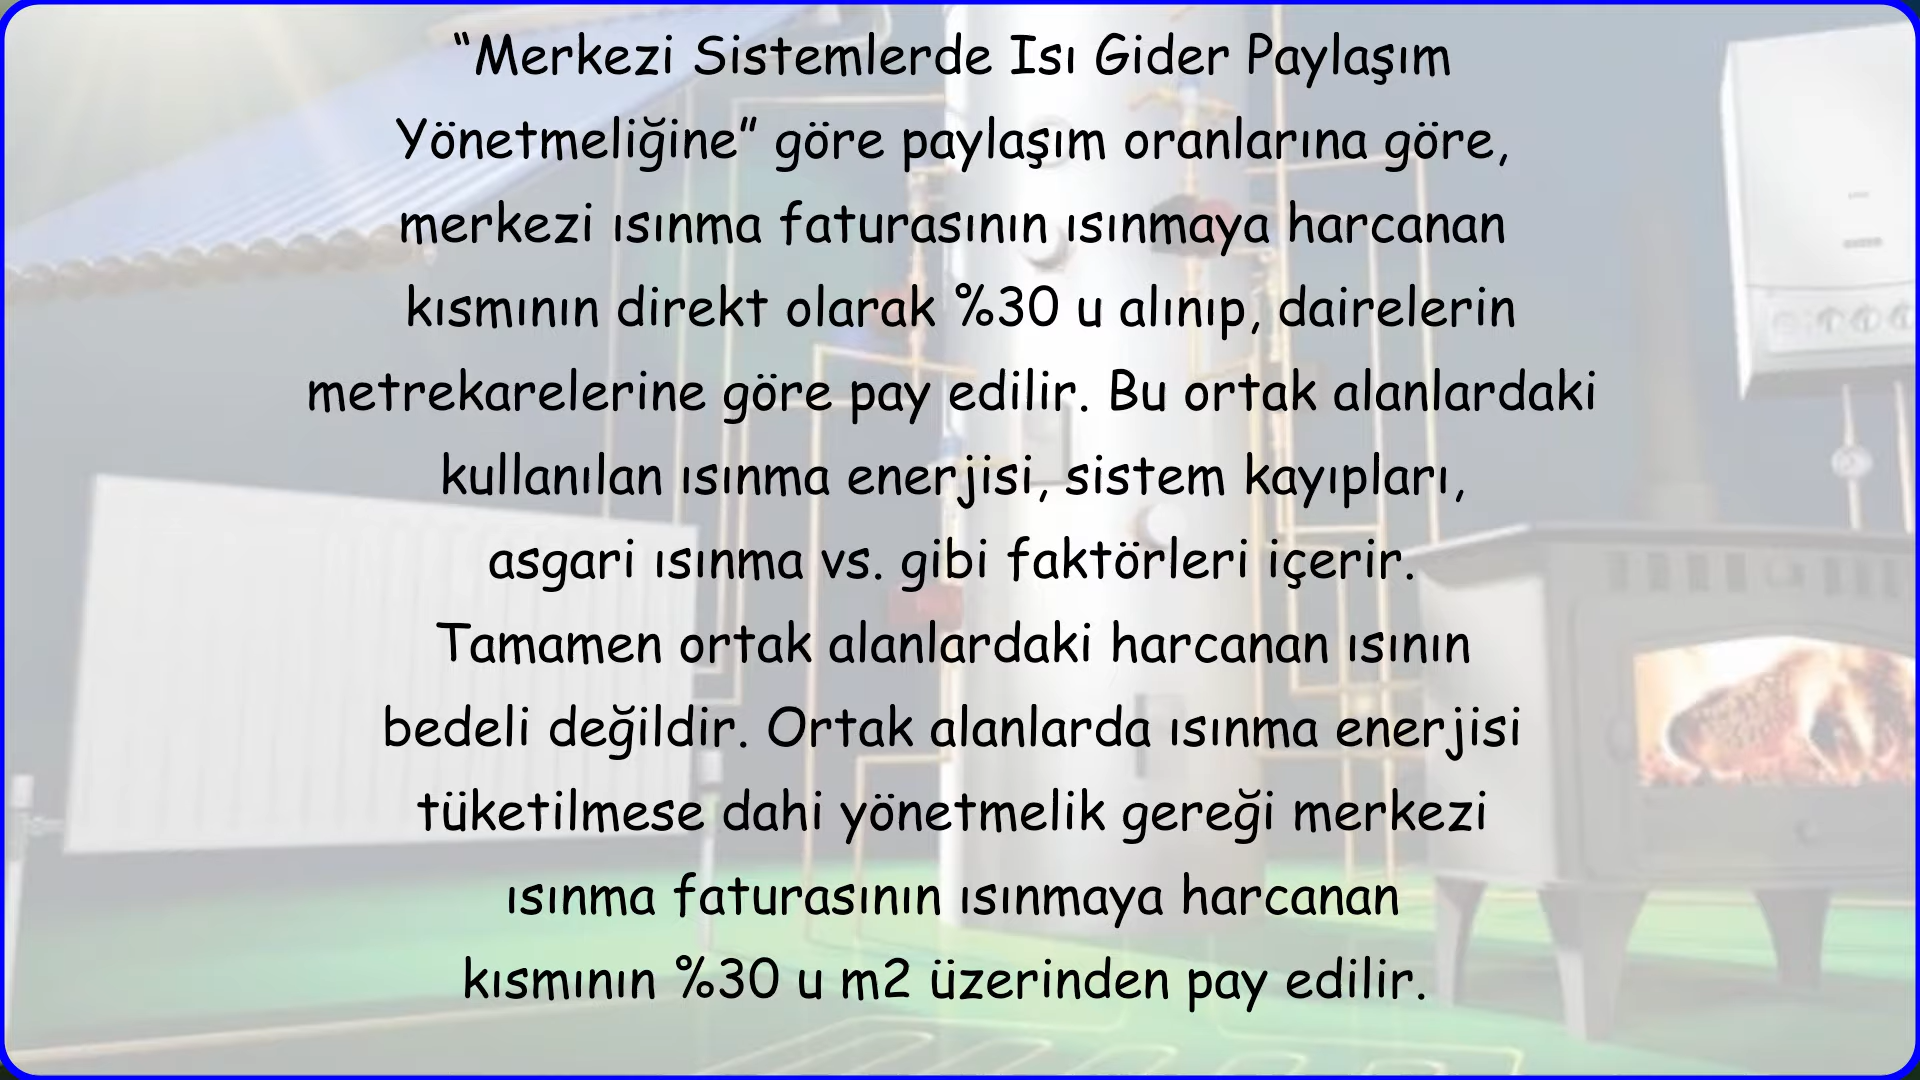 “Merkezi Sistemlerde Isı Gider Paylaşım
Yönetmeliğine” göre paylaşım oranlarına göre,
merkezi ısınma faturasının ısınmaya harcanan
kısmının direkt olarak %30 u alınıp, dairelerin
metrekarelerine göre pay edilir. Bu ortak alanlardaki
kullanılan ısınma enerjisi, sistem kayıpları,
asgari ısınma vs. gibi faktörleri içerir.
Tamamen ortak alanlardaki harcanan ısının
bedeli değildir. Ortak alanlarda ısınma enerjisi
tüketilmese dahi yönetmelik gereği merkezi
ısınma faturasının ısınmaya harcanan
kısmının %30 u m2 üzerinden pay edilir.